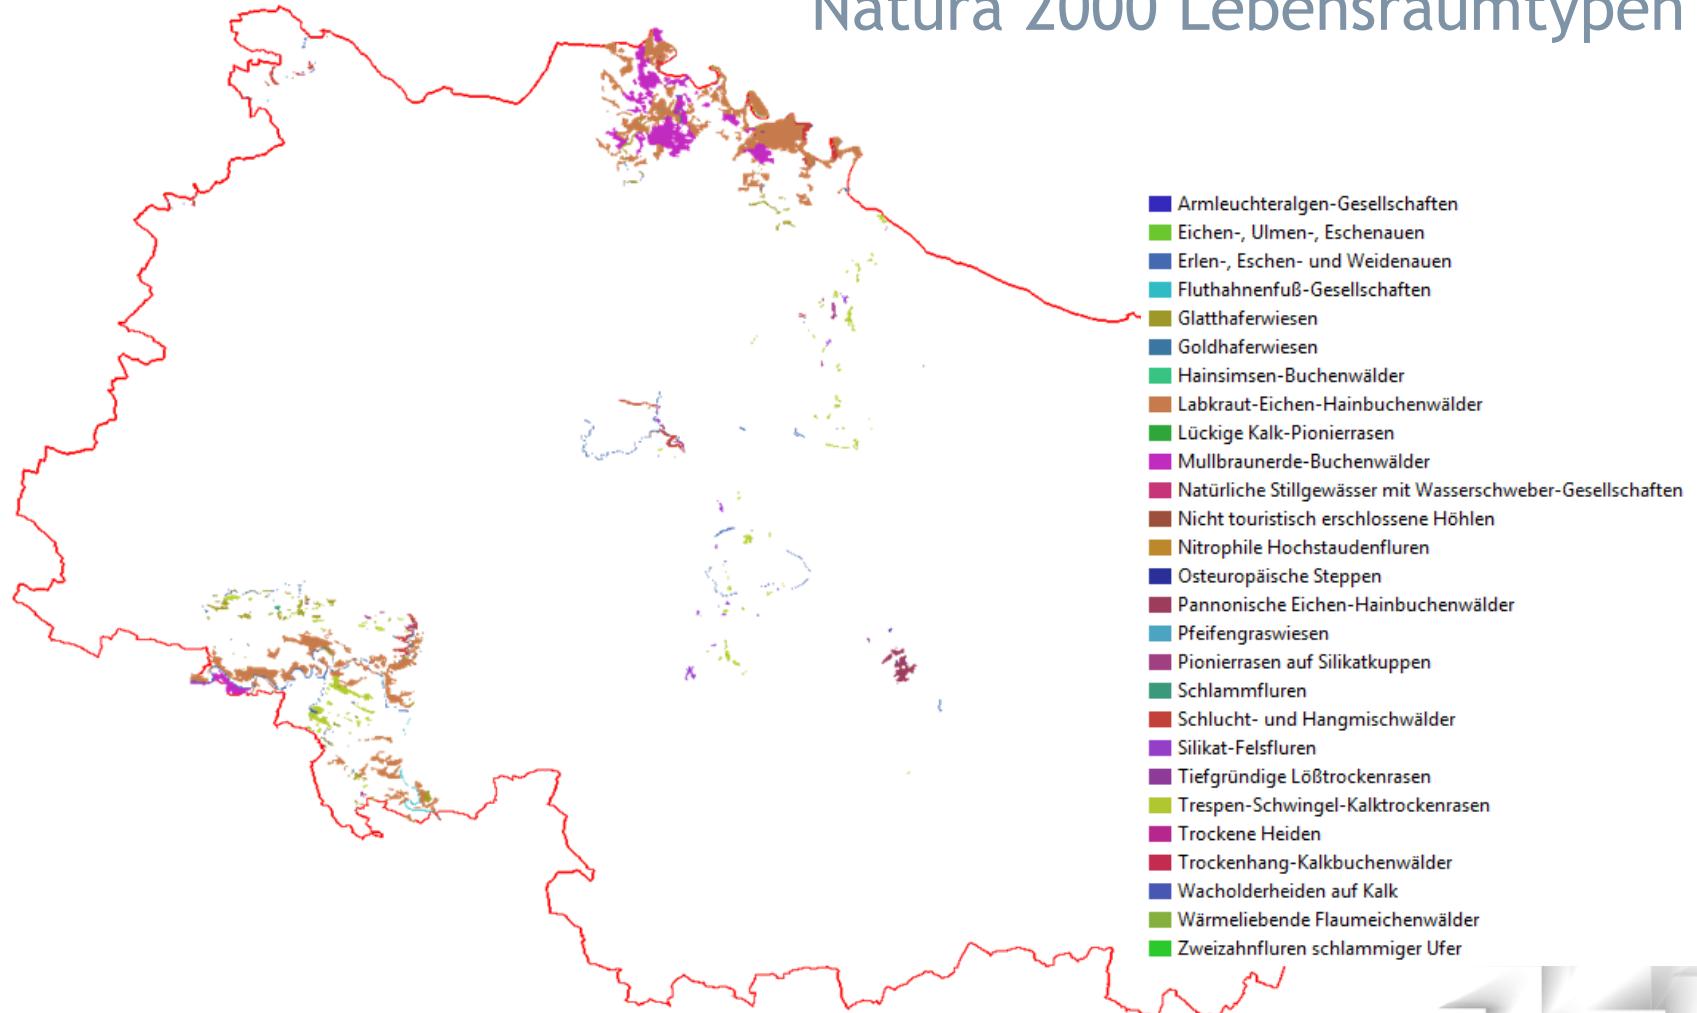 Natura 2000 Lebensraumtypen
Armleuchteralgen-Gesellschaften
Eichen-, Ulmen-, Eschenauen
Erlen-, Eschen- und Weidenauen
Fluthahnenfuß-Gesellschaften
Glatthaferwiesen
Goldhaferwiesen
Hainsimsen-Buchenwälder
Labkraut-Eichen-Hainbuchenwälder
Lückige Kalk-Pionierrasen
Mullbraunerde-Buchenwälder
Natürliche Stillgewässer mit Wasserschweber-Gesellschaften
Nicht touristisch erschlossene Höhlen
Nitrophile Hochstaudenfluren
Osteuropäische Steppen
Pannonische Eichen-Hainbuchenwälder
Pfeifengraswiesen
Pionierrasen auf Silikatkuppen
Schlammfluren
Schlucht- und Hangmischwälder
Silikat-Felsfluren
Tiefgründige Lößtrockenrasen
Trespen-Schwingel-Kalktrockenrasen
Trockene Heiden
Trockenhang-Kalkbuchenwälder
Wacholderheiden auf Kalk
Wärmeliebende Flaumeichenwälder
Zweizahnfluren schlammiger Ufer